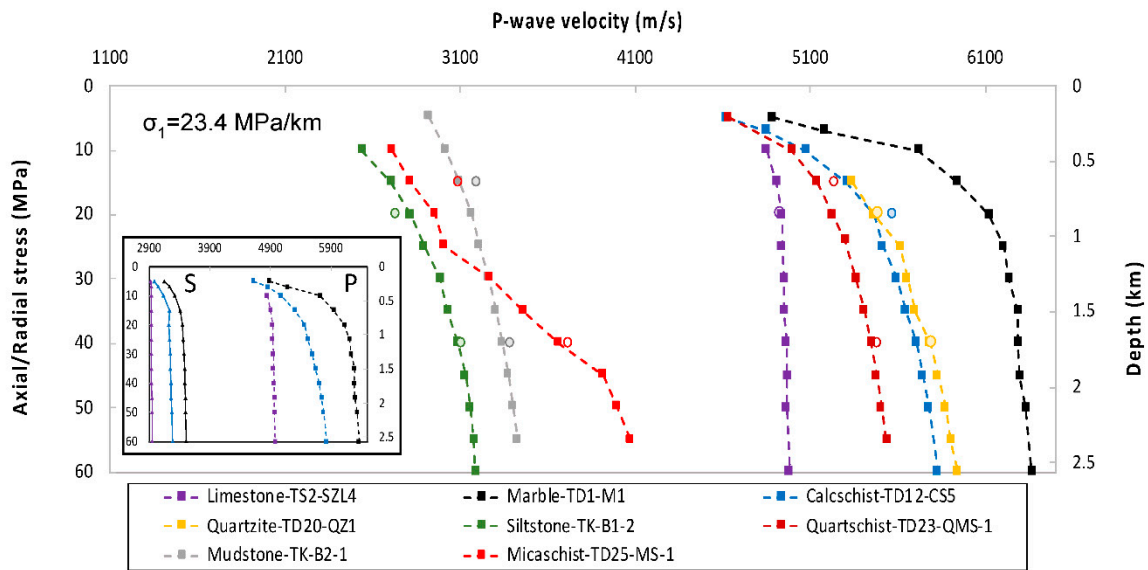 P-wave velocity (m/s)
1100 2100 3100 4100 5100 6100
Axial/Radial stress (MPa)
0
10
20
30
40
50
60
σ1=23.4 MPa/km
2900 3900 4900 5900
S P
0
10
20
30
40
50
60
0
0.5
1.0
1.5
2.0
2.5
0
0.5
1
1.5
2
2.5
Depth (km)
Limestone-TS2-SZL4 Marble-TD1-M1 Calcschist-TD12-CS5
Quartzite-TD20-QZ1 Siltstone-TK-B1-2 Quartschist-TD23-QMS-1
Mudstone-TK-B2-1 Micaschist-TD25-MS-1